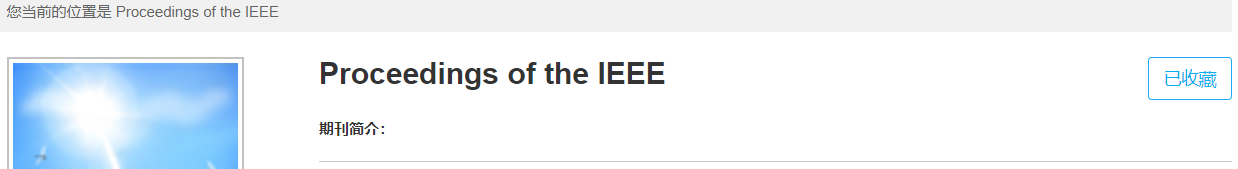 您当前的位置是 Proceedings of the IEEE
Proceedings of the IEEE
已收藏
期刊简介：